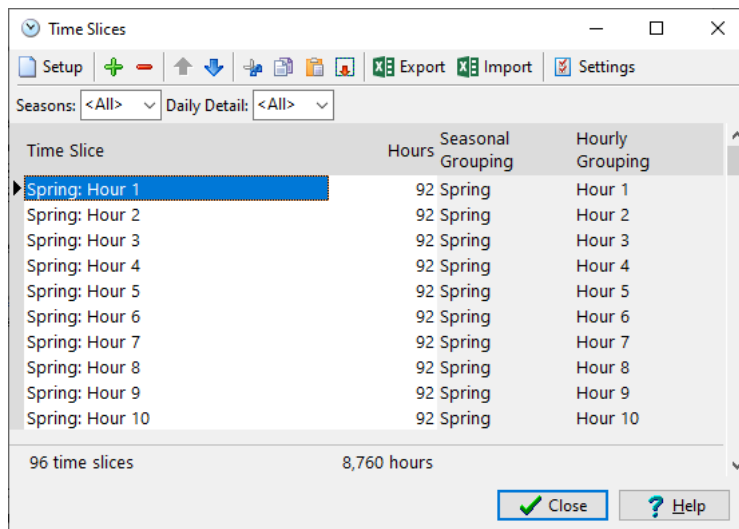 Time Slices
Setup Export Import Settings
Seasons: <All> Daily Detail: <All>
Time Slice Hours Seasonal Grouping Hourly Grouping
Spring: Hour 1 92 Spring Hour 1
Spring: Hour 2 92 Spring Hour 2
Spring: Hour 3 92 Spring Hour 3
Spring: Hour 4 92 Spring Hour 4
Spring: Hour 5 92 Spring Hour 5
Spring: Hour 6 92 Spring Hour 6
Spring: Hour 7 92 Spring Hour 7
Spring: Hour 8 92 Spring Hour 8
Spring: Hour 9 92 Spring Hour 9
Spring: Hour 10 92 Spring Hour 10
96 time slices 8,760 hours
Close Help